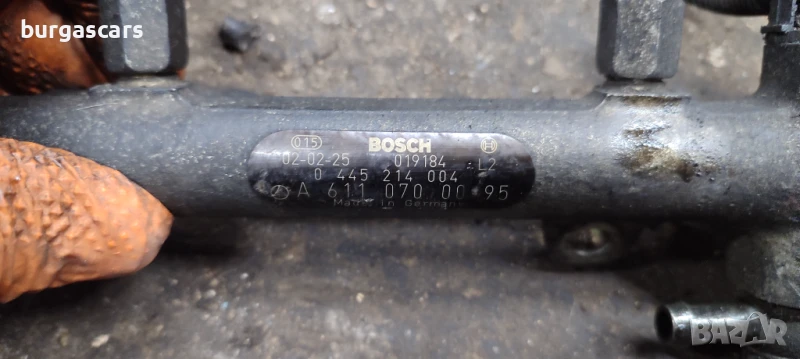 burgascars
015 BOSCH
02-02-25 019184 L2
0 445 214 004
A 611 070 00 95
Made in Germany
BAZAR